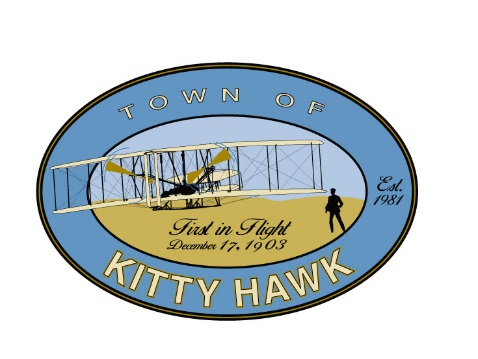 TOWN OF
First in Flight
December 17, 1903
Est.
1981
KITTY HAWK